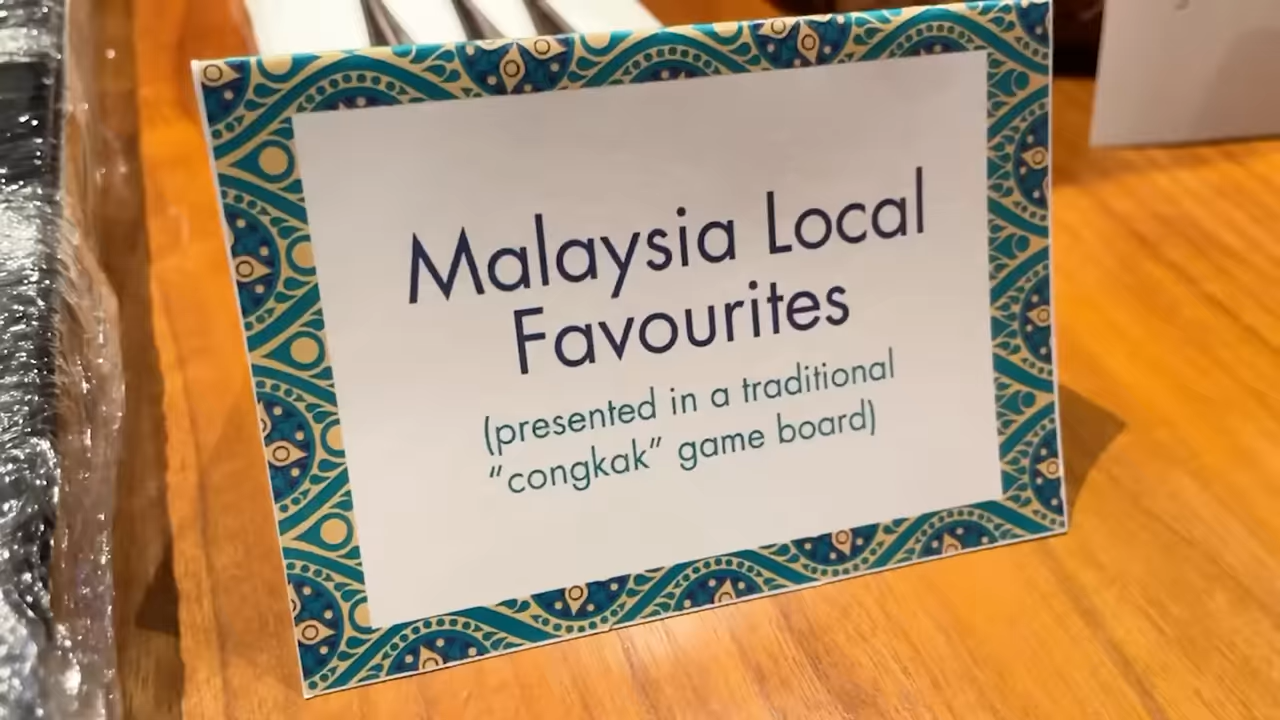 Malaysia Local
Favourites
(presented in a traditional
“congkak” game board)